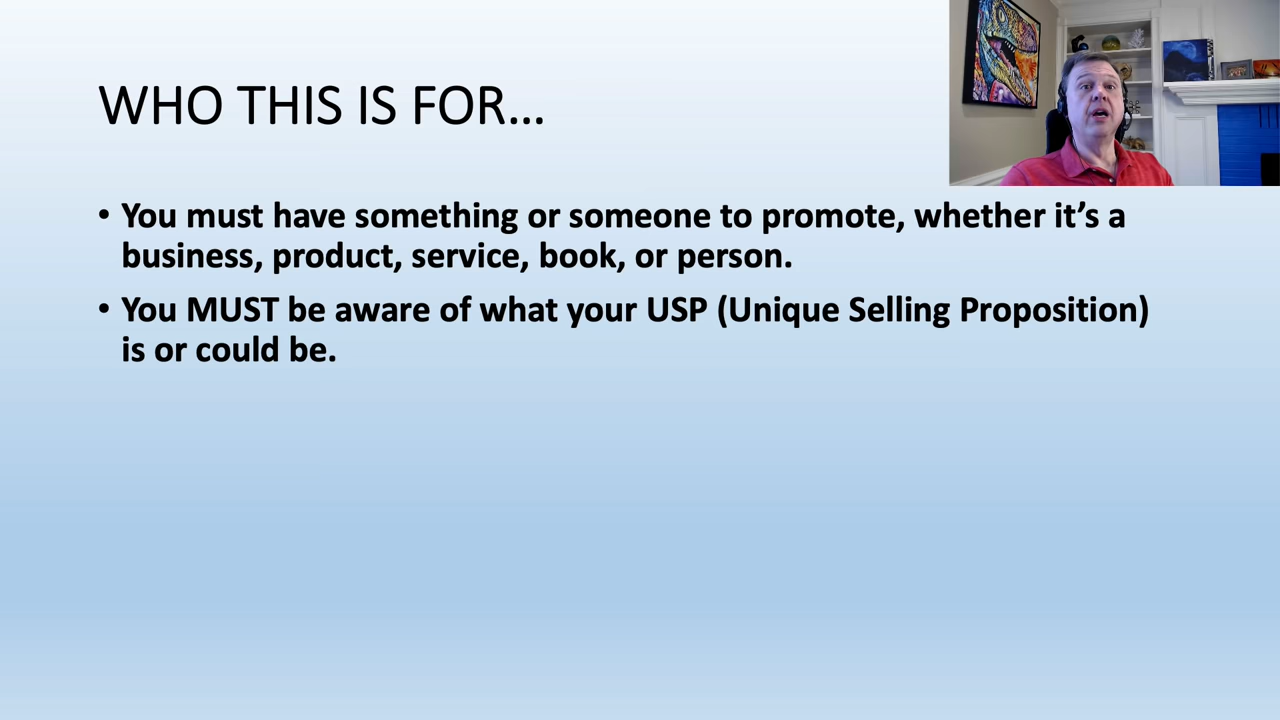 WHO THIS IS FOR…
• You must have something or someone to promote, whether it’s a
business, product, service, book, or person.
• You MUST be aware of what your USP (Unique Selling Proposition)
is or could be.